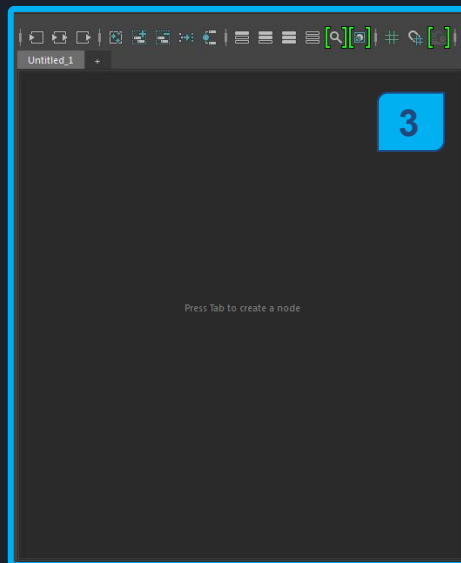 Untitled_1 +
3
Press Tab to create a node